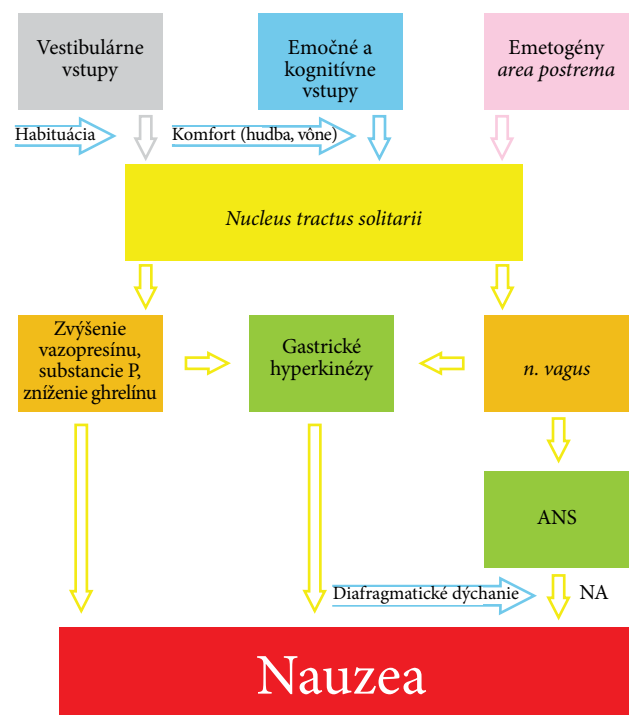 Vestibulárne
vstupy
Emočné a
kognitívne
vstupy
Emetogény
area postrema
Habituácia
Komfort (hudba, vône)
Nucleus tractus solitarii
Zvýšenie
vazopresínu,
substancie P,
zníženie ghrelínu
Gastrické
hyperkinézy
n. vagus
ANS
Diafragmatické dýchanie
NA
Nauzea